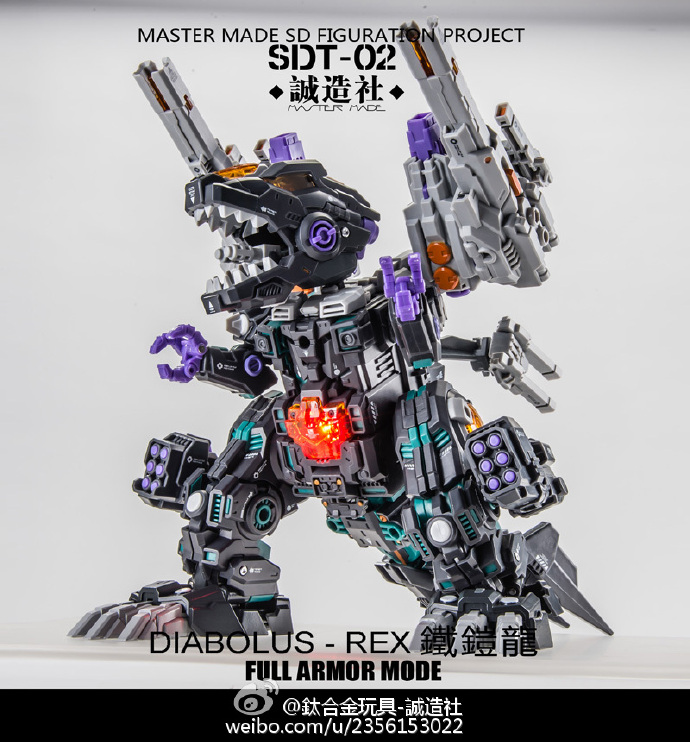 MASTER MADE SD FIGURATION PROJECT
SDT-02
◆誠造社◆
MASTER MADE
DIABOLUS - REX 鐵鎧龍
FULL ARMOR MODE
@鈦合金玩具-誠造社
weibo.com/u/2356153022